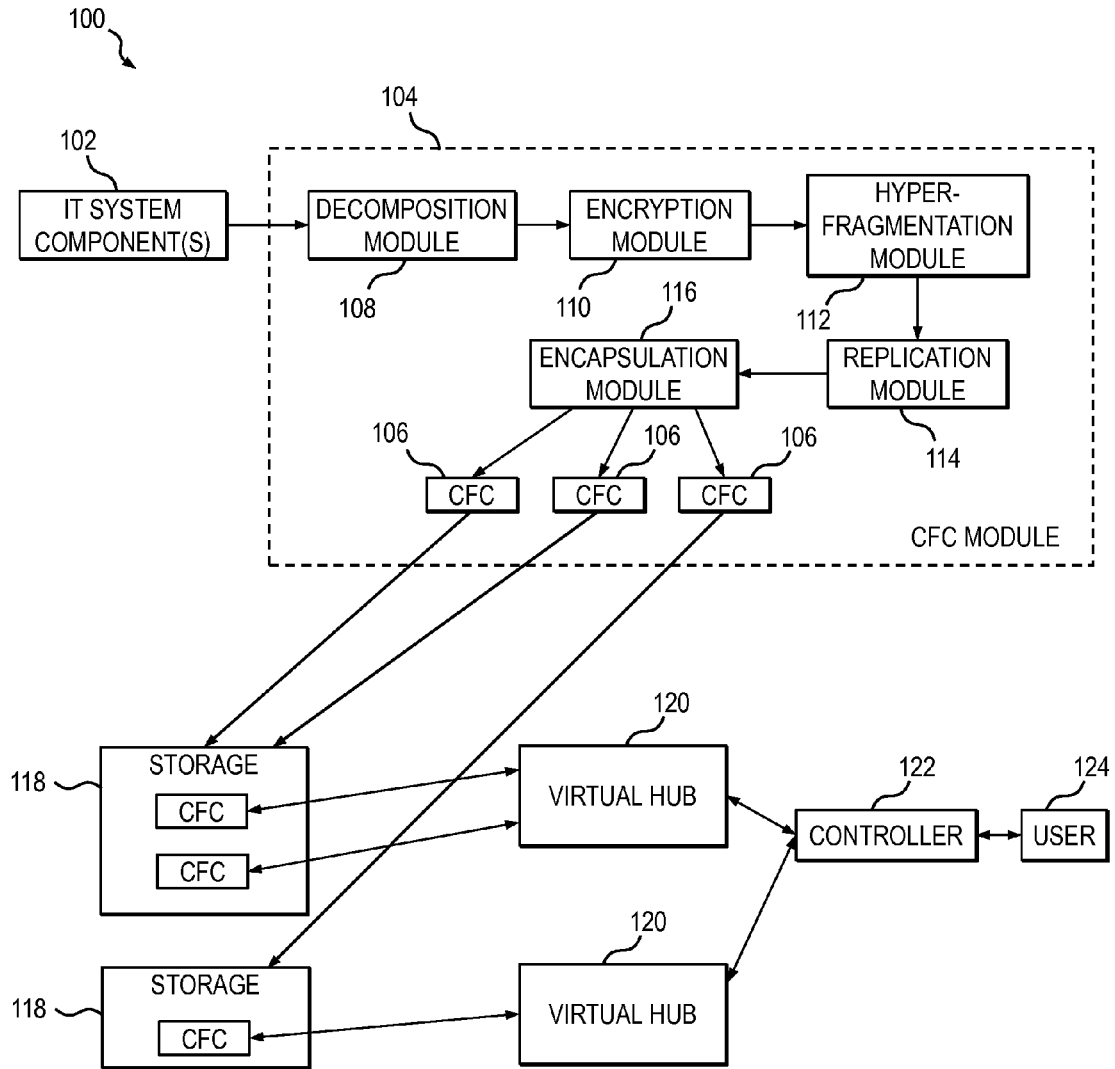 100
104
102
IT SYSTEM
COMPONENT(S)
DECOMPOSITION
MODULE
108
ENCRYPTION
MODULE
110
HYPER-
FRAGMENTATION
MODULE
112
116
ENCAPSULATION
MODULE
REPLICATION
MODULE
114
106
106
106
CFC
CFC
CFC
CFC MODULE
118
STORAGE
CFC
CFC
120
VIRTUAL HUB
122
CONTROLLER
124
USER
118
STORAGE
CFC
120
VIRTUAL HUB